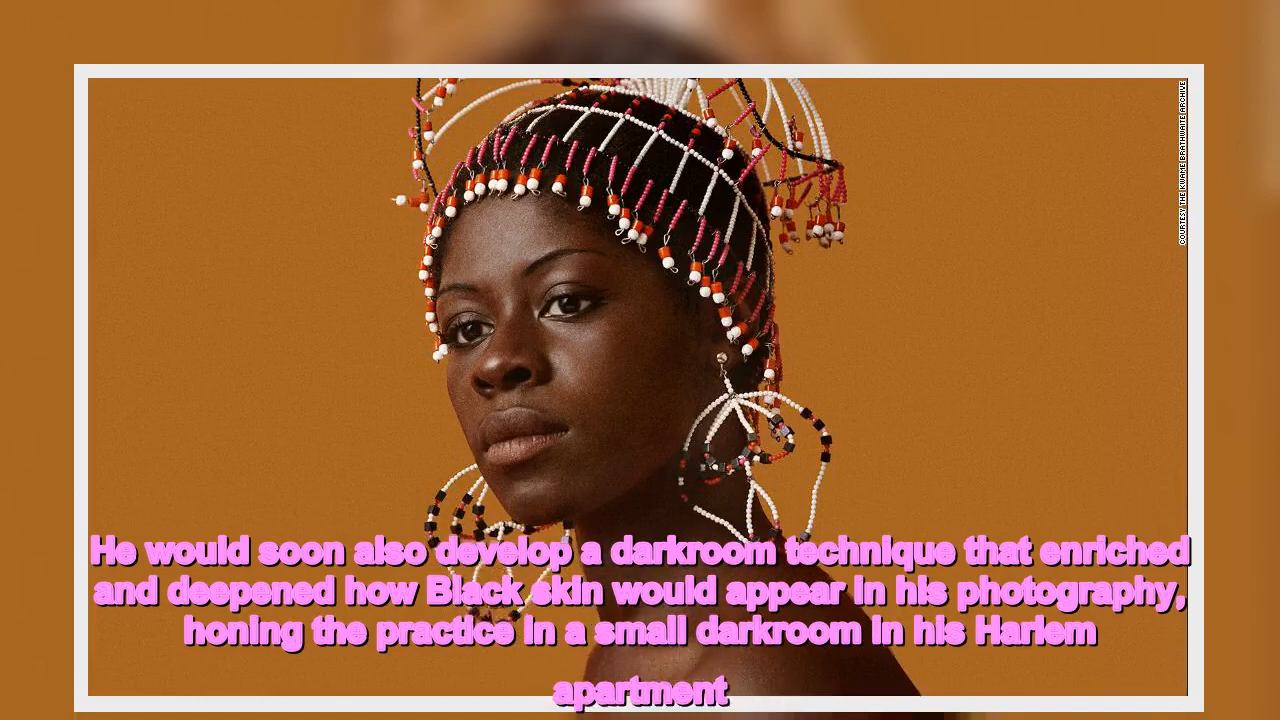 COURTESY THE KWAME BRATHWAITE ARCHIVE
He would soon also develop a darkroom technique that enriched
and deepened how Black skin would appear in his photography,
honing the practice in a small darkroom in his Harlem
apartment